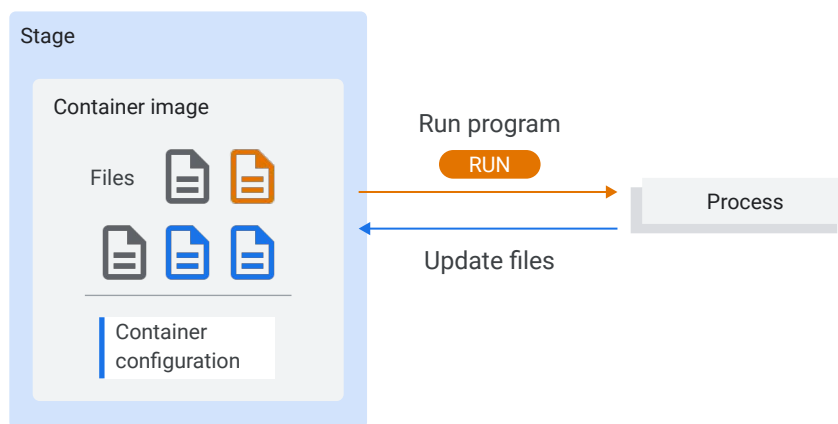 Stage
Container image
Files
Container
configuration
Run program
RUN
Update files
Process